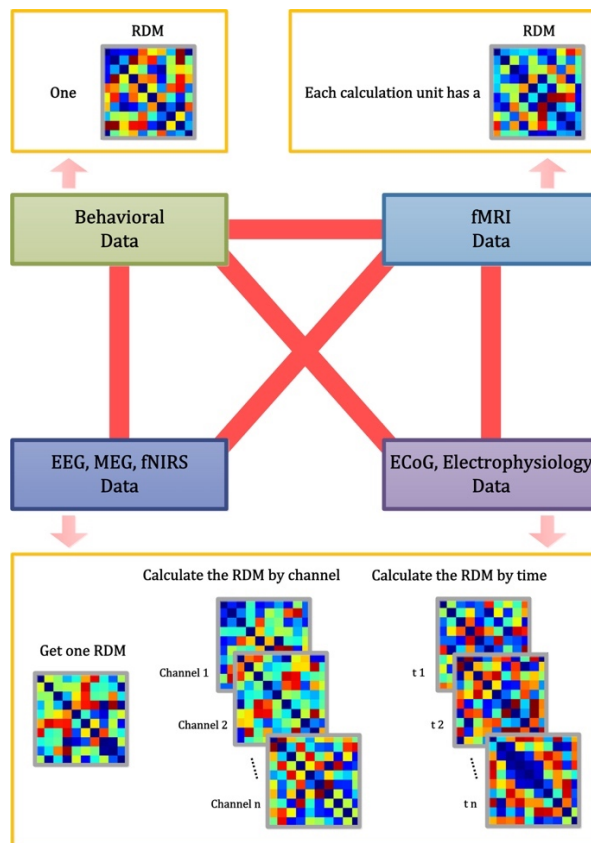 RDM
One
RDM
Each calculation unit has a
Behavioral
Data
fMRI
Data
EEG, MEG, fNIRS
Data
ECoG, Electrophysiology
Data
Get one RDM
Calculate the RDM by channel
Channel 1
Channel 2
......
Channel n
Calculate the RDM by time
t 1
t 2
......
t n